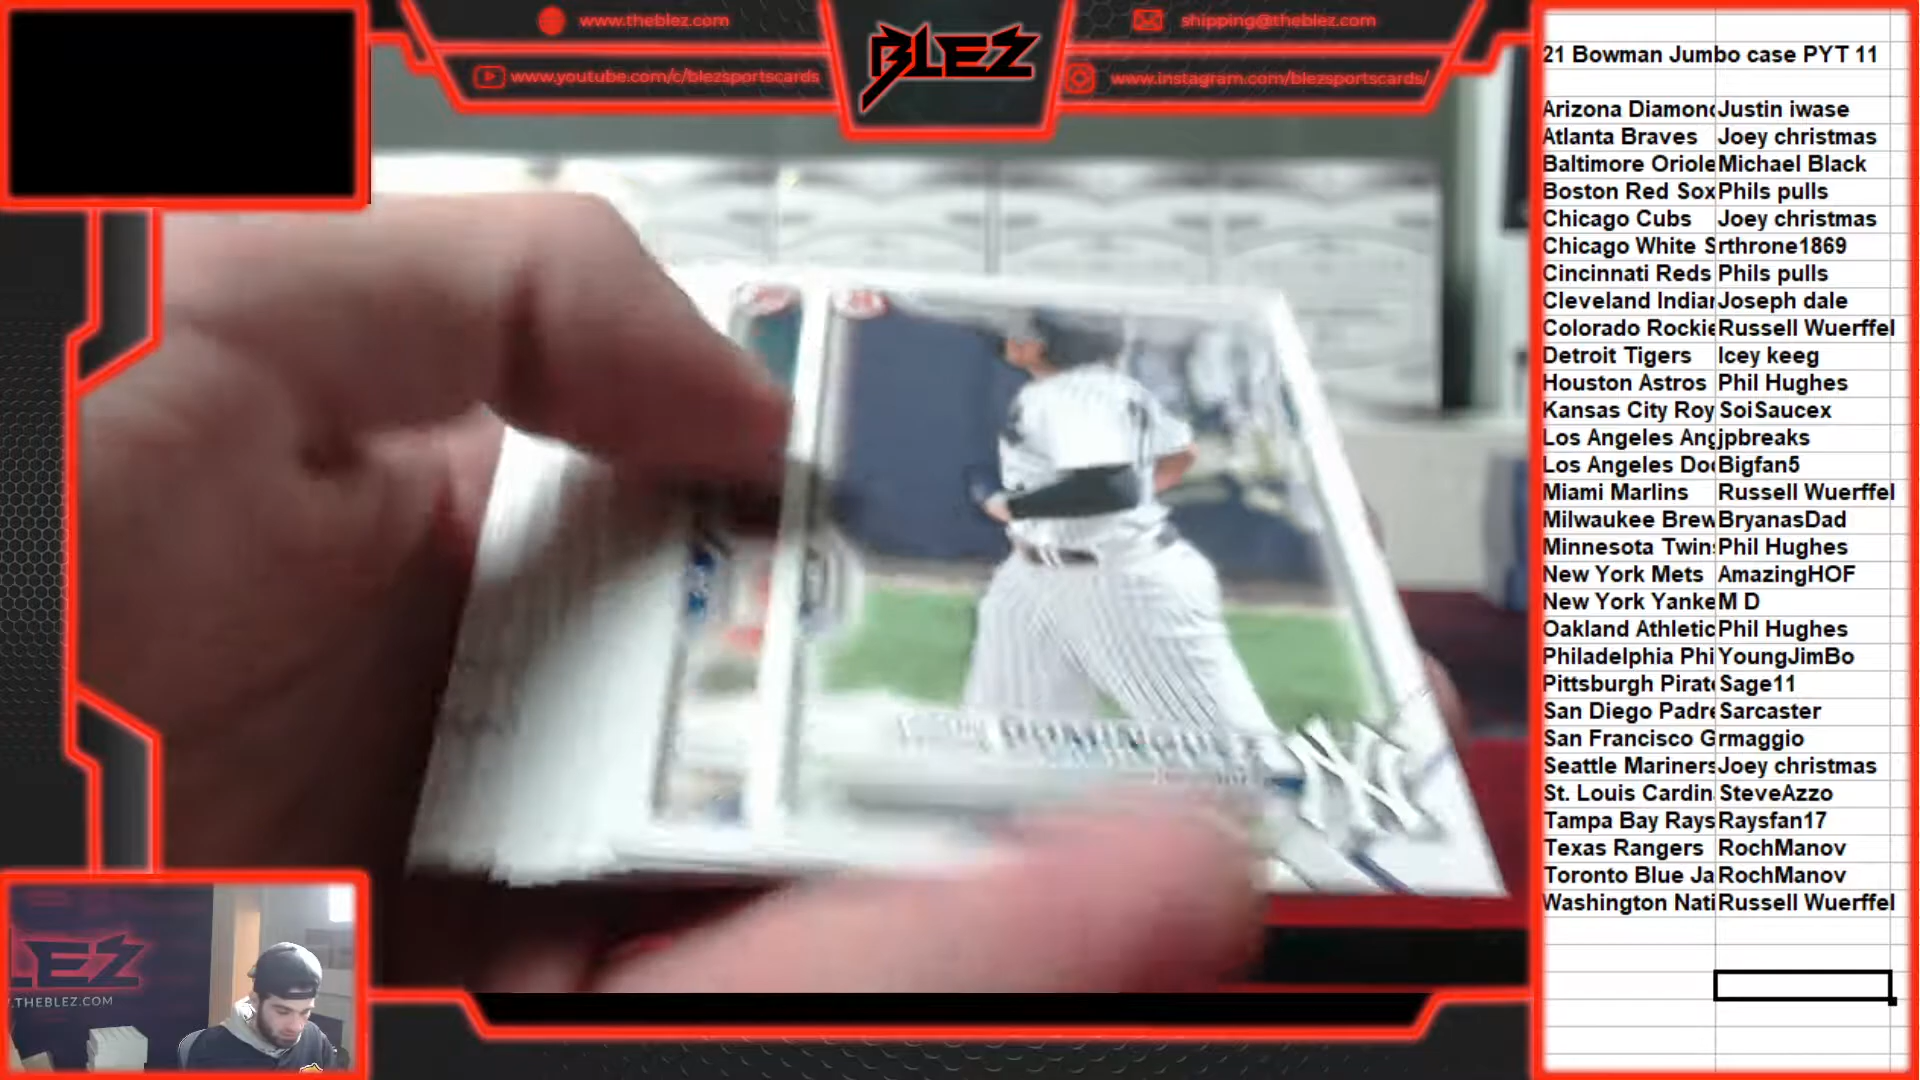 www.theblez.com
BLEZ
shipping@theblez.com
www.youtube.com/c/blezsportscards
www.instagram.com/blezsportscards/
21 Bowman Jumbo case PYT 11
Arizona Diamond Justin iwase
Atlanta Braves Joey christmas
Baltimore Oriole Michael Black
Boston Red Sox Phils pulls
Chicago Cubs Joey christmas
Chicago White S rthrone1869
Cincinnati Reds Phils pulls
Cleveland Indian Joseph dale
Colorado Rockie Russell Wuerffel
Detroit Tigers Icey keeg
Houston Astros Phil Hughes
Kansas City Roy SoiSaucex
Los Angeles Ang jpbreaks
Los Angeles Dod Bigfan5
Miami Marlins Russell Wuerffel
Milwaukee Brew BryanasDad
Minnesota Twins Phil Hughes
New York Mets AmazingHOF
New York Yanke M D
Oakland Athletic Phil Hughes
Philadelphia Phi YoungJimBo
Pittsburgh Pirate Sage11
San Diego Padre Sarcaster
San Francisco G rmaggio
Seattle Mariners Joey christmas
St. Louis Cardin SteveAzzo
Tampa Bay Rays Raysfan17
Texas Rangers RochManov
Toronto Blue Ja RochManov
Washington Nati Russell Wuerffel
NY
LEZ
.THEBLEZ.COM